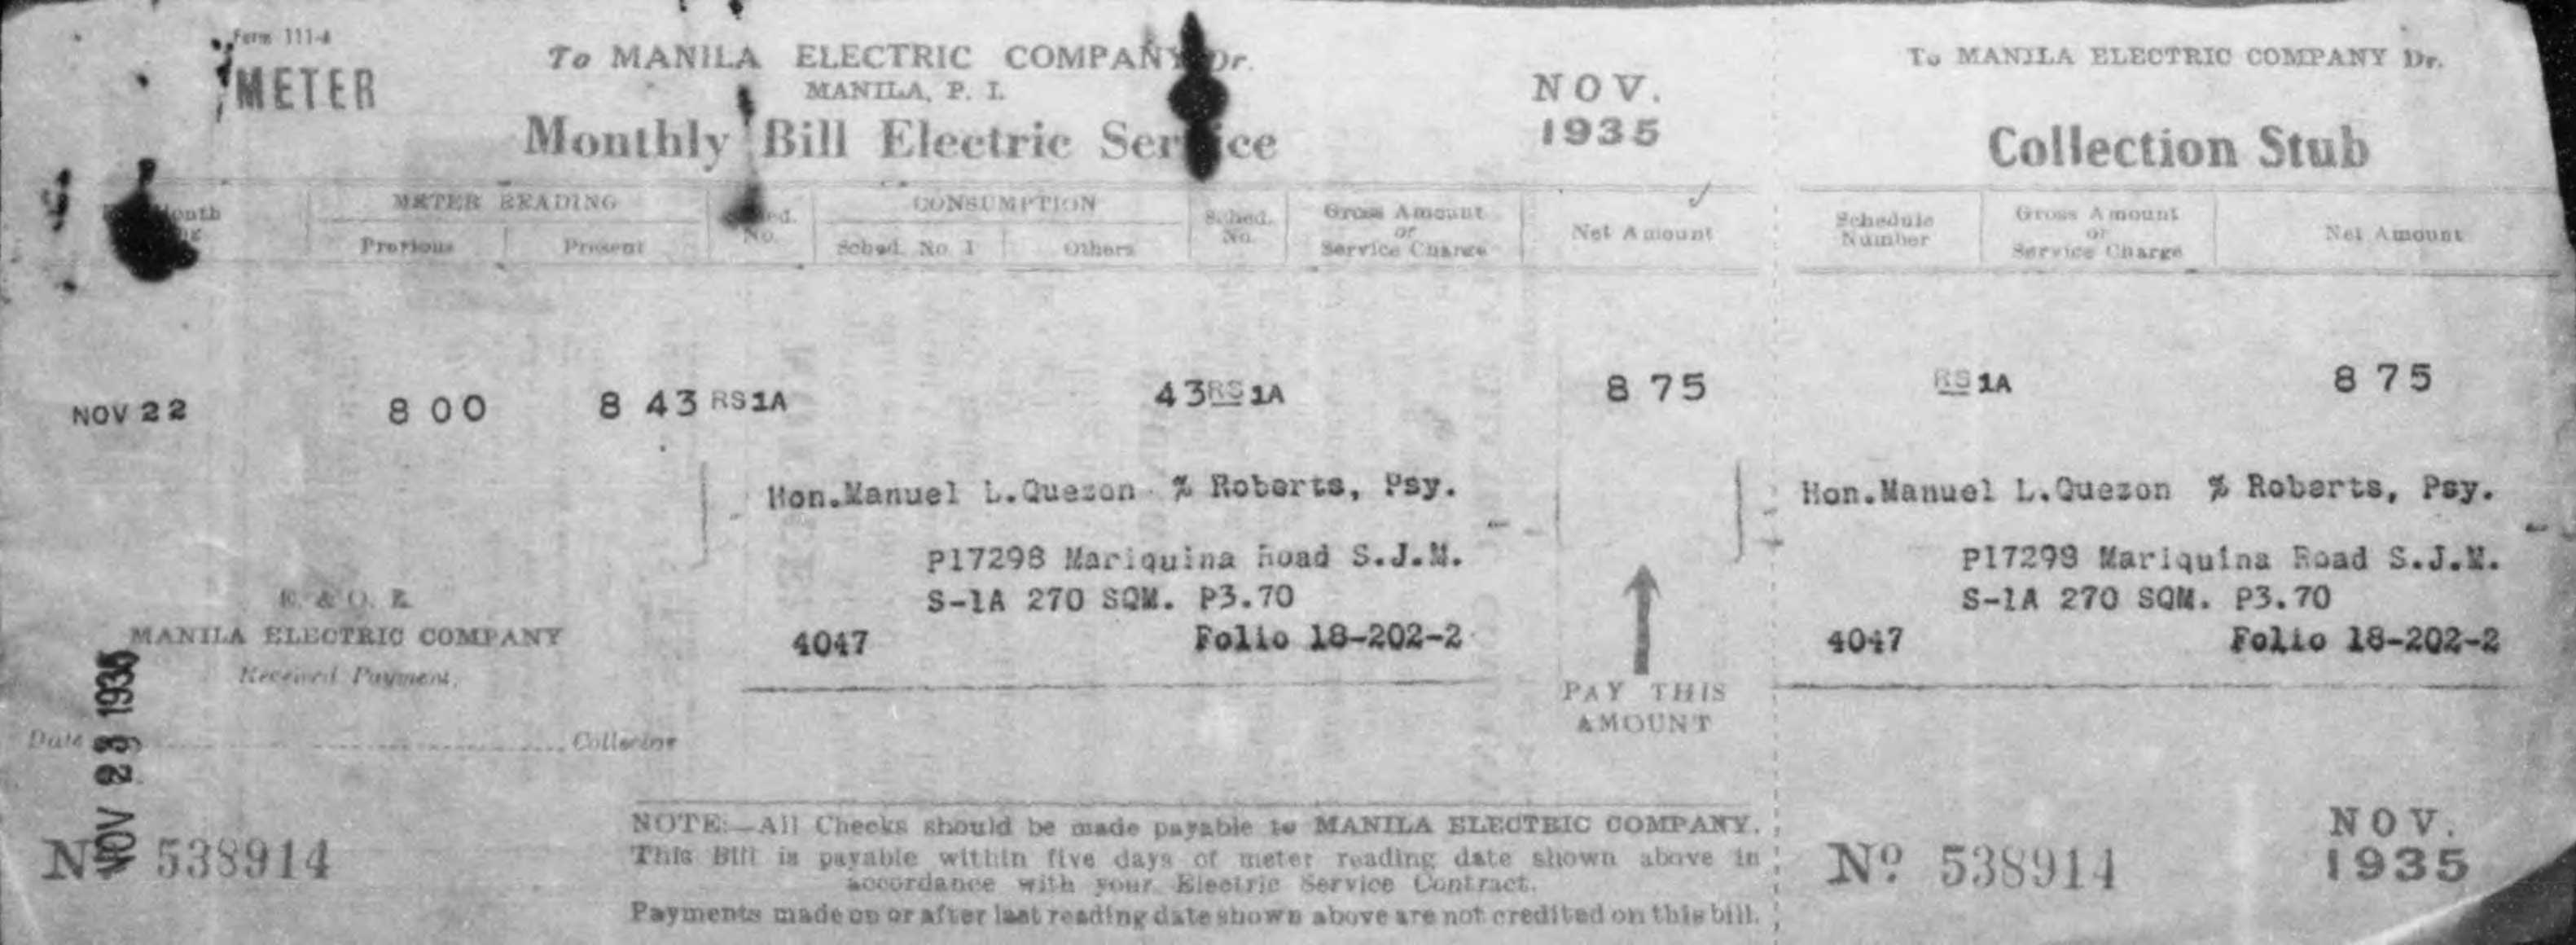 Form 111-4
METER
To MANILA ELECTRIC COMPANY Dr.
MANILA, P. I.
Monthly Bill Electric Service
NOV.
1935
METER READING
Previous Present
Sched.
No.
CONSUMPTION
Sched. No. 1 Others
Sched.
No.
Gross Amount
or
Service Charge
Net Amount
NOV 22 8 00 8 43 RS1A 43RS1A 8 75
Hon.Manuel L.Quezon % Roberts, Psy.
P17298 Mariquina Road S.J.M.
S-1A 270 SQM. P3.70
4047 Folio 18-202-2
PAY THIS
AMOUNT
E. & O. E.
MANILA ELECTRIC COMPANY
Received Payment,
Date Collector
NOV 29 1935
Nº 538914
NOTE:—All Checks should be made payable to MANILA ELECTRIC COMPANY.
This Bill is payable within five days of meter reading date shown above in
accordance with your Electric Service Contract.
Payments made on or after last reading date shown above are not credited on this bill.
To MANILA ELECTRIC COMPANY Dr.
Collection Stub
Schedule
Number
Gross Amount
or
Service Charge
Net Amount
RS1A 8 75
Hon.Manuel L.Quezon % Roberts, Psy.
P17298 Mariquina Road S.J.M.
S-1A 270 SQM. P3.70
4047 Folio 18-202-2
Nº 538914
NOV.
1935